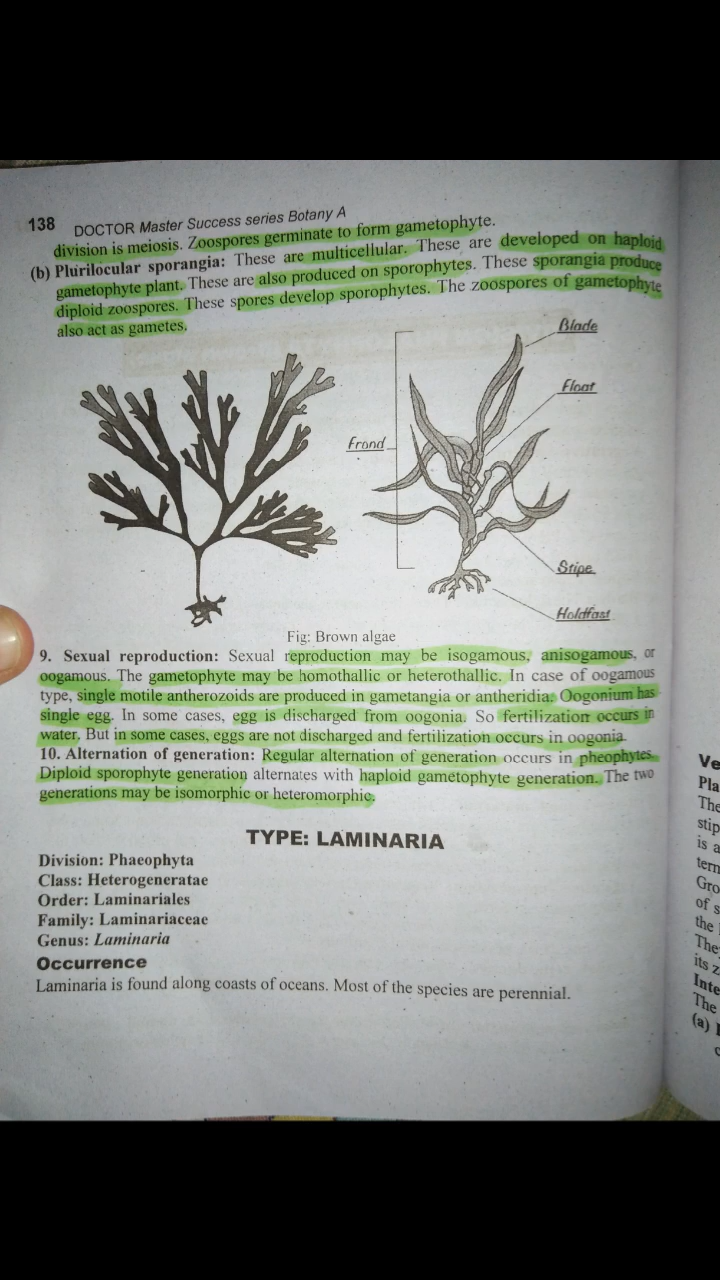 138 DOCTOR Master Success series Botany A
division is meiosis. Zoospores germinate to form gametophyte.
(b) Plurilocular sporangia: These are multicellular. These are developed on haploid
gametophyte plant. These are also produced on sporophytes. These sporangia produce
diploid zoospores. These spores develop sporophytes. The zoospores of gametophyte
also act as gametes.
Blade
Float
Frond
Stipe
Holdfast
Fig: Brown algae
9. Sexual reproduction: Sexual reproduction may be isogamous, anisogamous, or
oogamous. The gametophyte may be homothallic or heterothallic. In case of oogamous
type, single motile antherozoids are produced in gametangia or antheridia. Oogonium has
single egg. In some cases, egg is discharged from oogonia. So fertilization occurs in
water. But in some cases, eggs are not discharged and fertilization occurs in oogonia.
10. Alternation of generation: Regular alternation of generation occurs in pheophytes.
Diploid sporophyte generation alternates with haploid gametophyte generation. The two
generations may be isomorphic or heteromorphic.
TYPE: LAMINARIA
Division: Phaeophyta
Class: Heterogeneratae
Order: Laminariales
Family: Laminariaceae
Genus: Laminaria
Occurrence
Laminaria is found along coasts of oceans. Most of the species are perennial.
Ve
Pla
The
stip
is a
tern
Gro
of s
the
They
its z
Inte
The
(a)